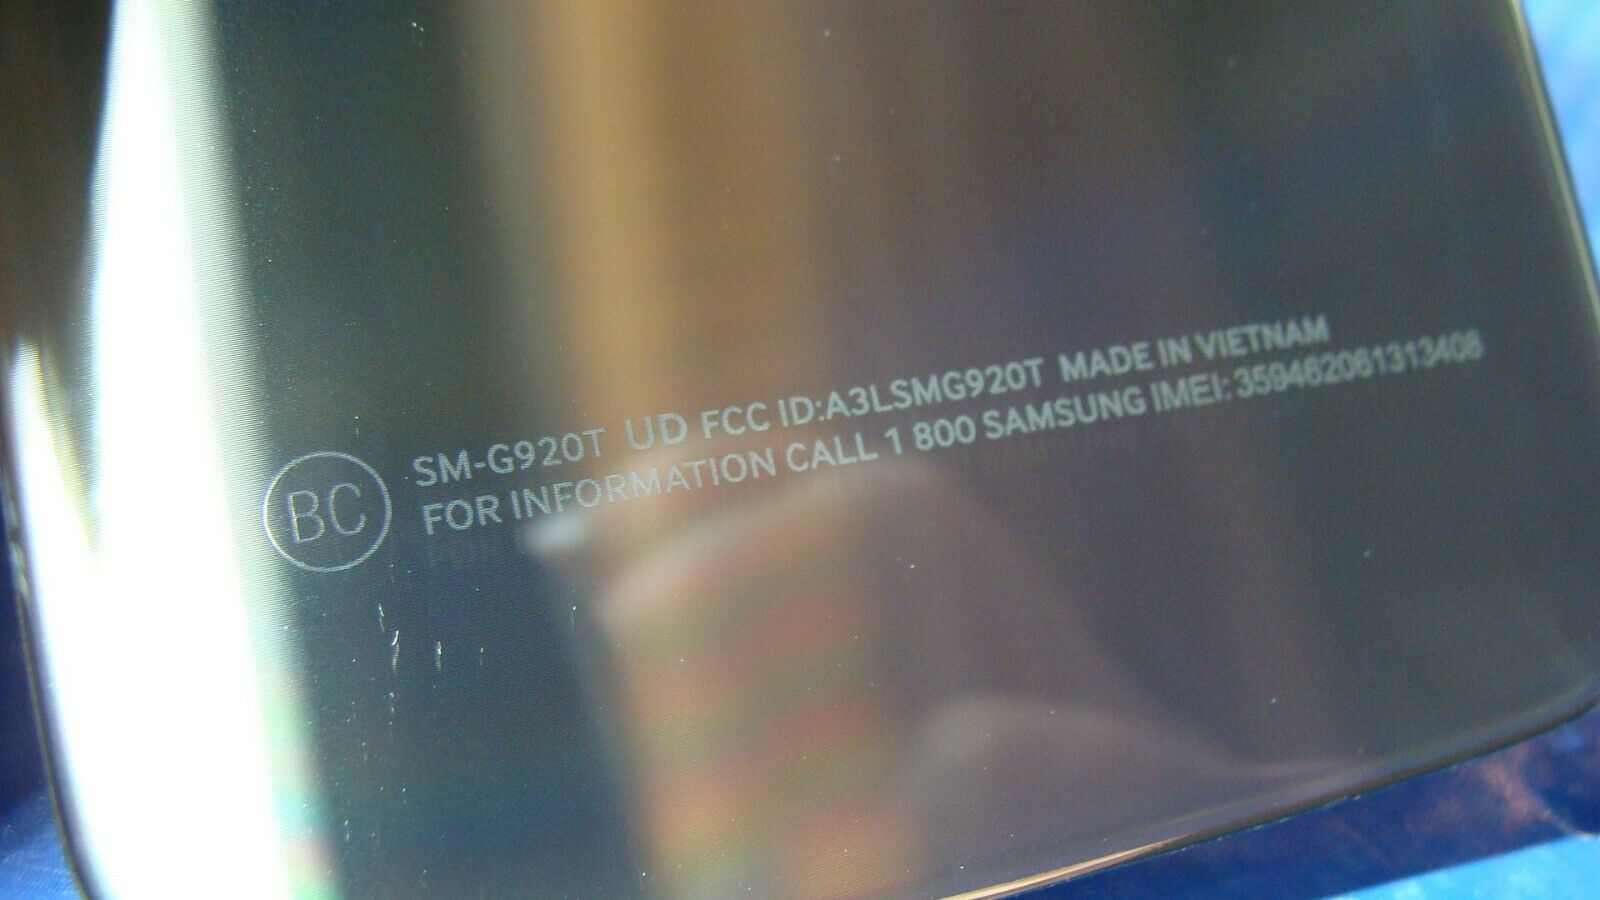 BC
SM-G920T UD FCC ID:A3LSMG920T MADE IN VIETNAM
FOR INFORMATION CALL 1 800 SAMSUNG IMEI: 359462061313408